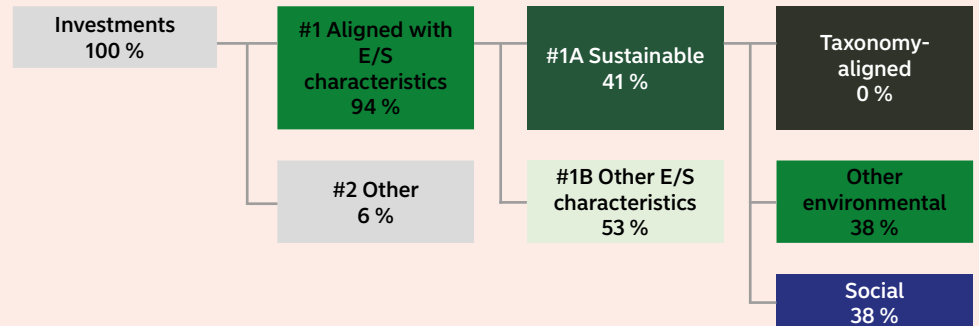 Investments
100 %
#1 Aligned with
E/S
characteristics
94 %
#1A Sustainable
41 %
Taxonomy-
aligned
0 %
#2 Other
6 %
#1B Other E/S
characteristics
53 %
Other
environmental
38 %
Social
38 %